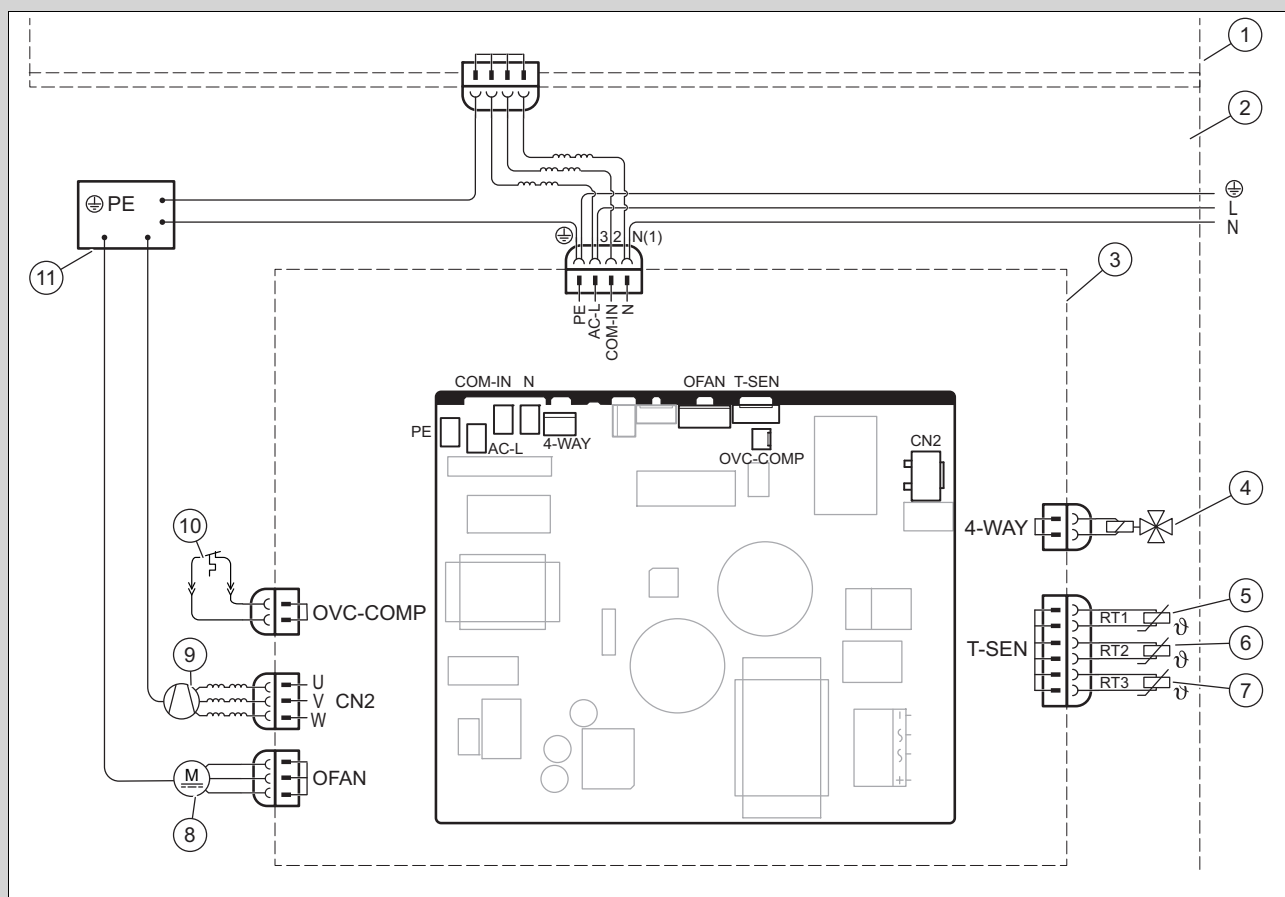 1
2
⏚ PE
⏚
L
N
11
⏚ 3 2 N(1)
3
PE
AC-L
COM-IN
N
COM-IN N OFAN T-SEN
PE
AC-L 4-WAY
OVC-COMP
CN2
4-WAY
4
10
OVC-COMP
T-SEN
RT1 ϑ
5
RT2 ϑ
6
RT3 ϑ
7
9
U
V
W
CN2
M
OFAN
8